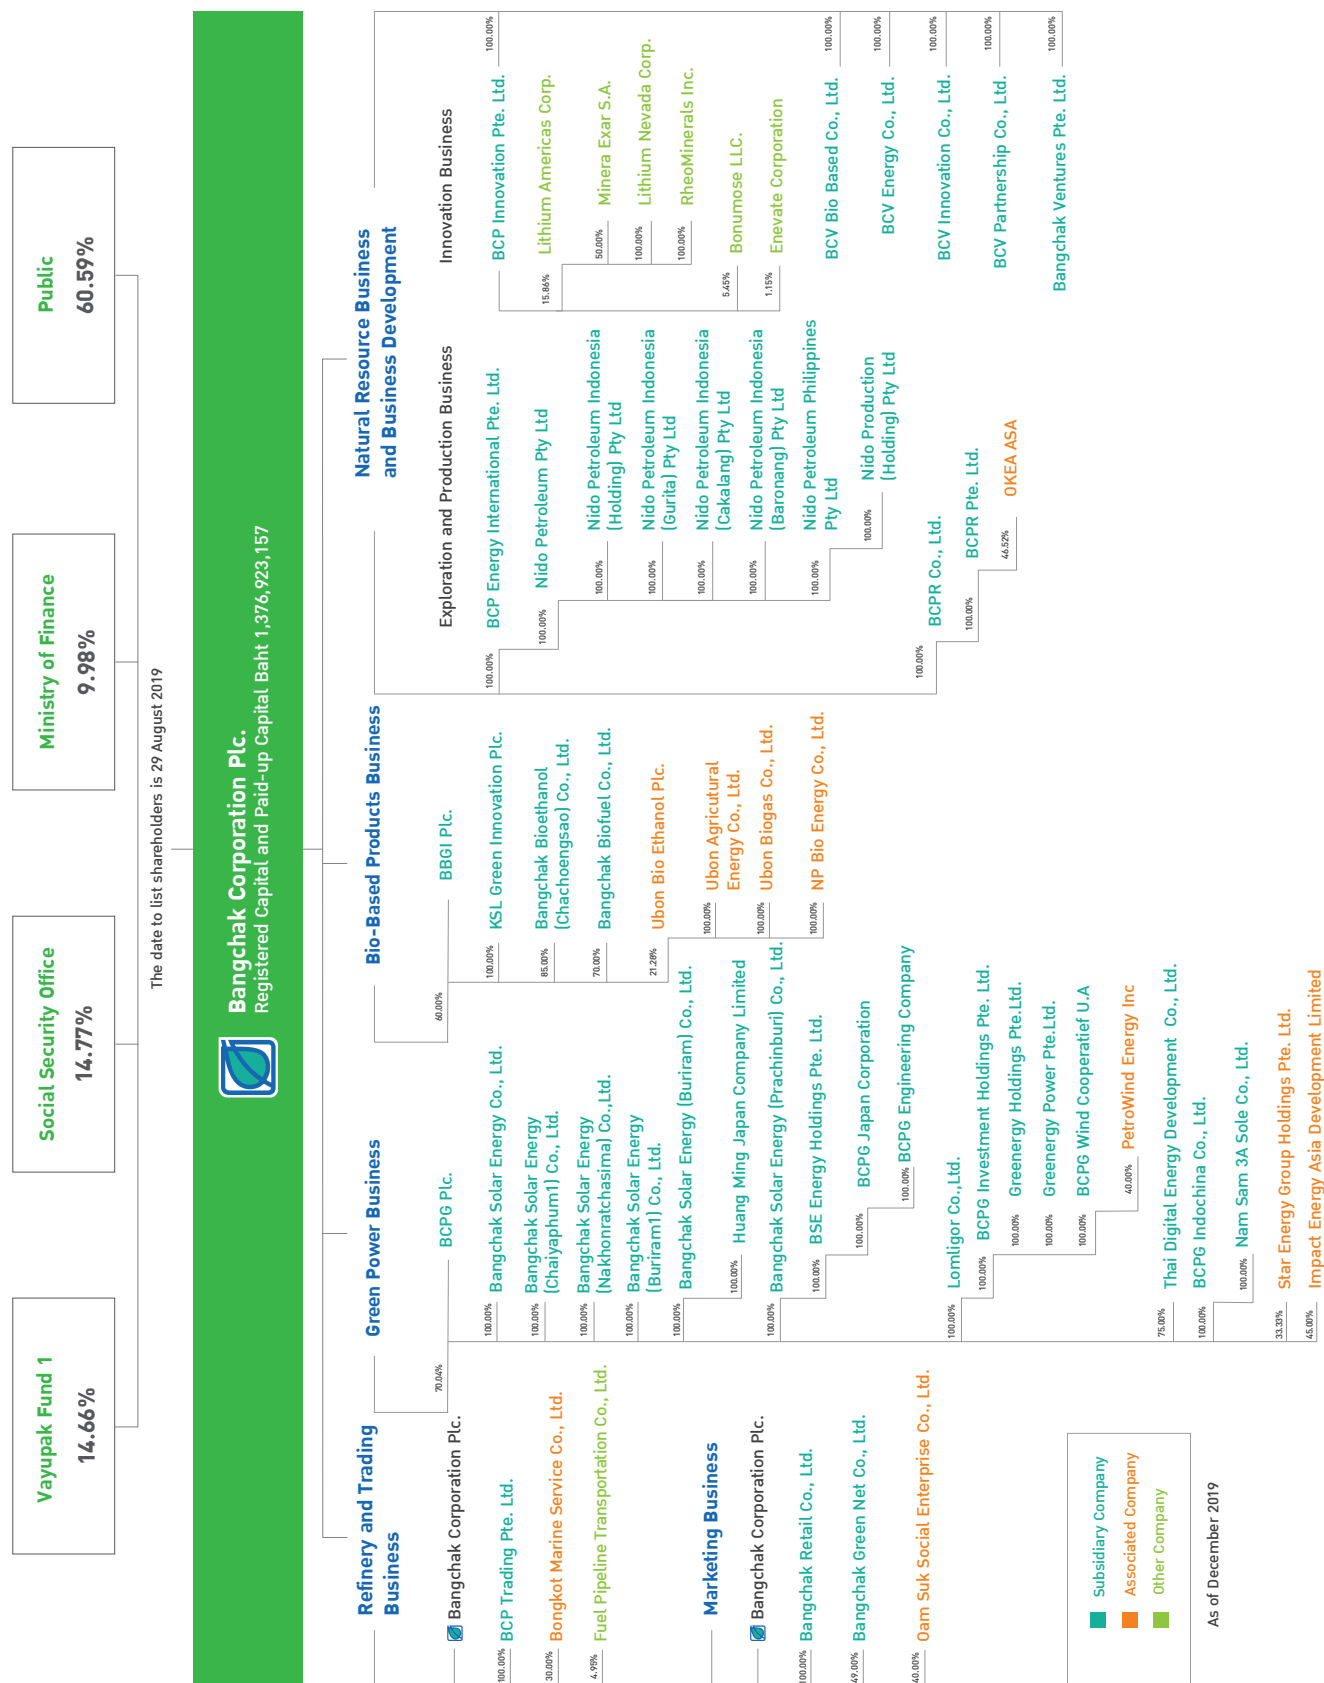 Vayupak Fund 1
14.66%
Social Security Office
14.77%
Ministry of Finance
9.98%
Public
60.59%
The date to list shareholders is 29 August 2019
Bangchak Corporation Plc.
Registered Capital and Paid-up Capital Baht 1,376,923,157
Refinery and Trading
Business
Bangchak Corporation Plc.
100.00%
BCP Trading Pte. Ltd.
30.00%
Bongkot Marine Service Co., Ltd.
4.95%
Fuel Pipeline Transportation Co., Ltd.
Marketing Business
Bangchak Corporation Plc.
100.00%
Bangchak Retail Co., Ltd.
49.00%
Bangchak Green Net Co., Ltd.
40.00%
Oam Suk Social Enterprise Co., Ltd.
Green Power Business
70.04%
BCPG Plc.
100.00%
Bangchak Solar Energy Co., Ltd.
100.00%
Bangchak Solar Energy
(Chaiyaphum1) Co., Ltd.
100.00%
Bangchak Solar Energy
(Nakhonratchasima) Co.,Ltd.
100.00%
Bangchak Solar Energy
(Buriram1) Co., Ltd.
100.00%
Bangchak Solar Energy (Buriram) Co., Ltd.
100.00%
Huang Ming Japan Company Limited
100.00%
Bangchak Solar Energy (Prachinburi) Co., Ltd.
100.00%
BSE Energy Holdings Pte. Ltd.
100.00%
BCPG Japan Corporation
100.00%
BCPG Engineering Company
100.00%
Lomligor Co.,Ltd.
100.00%
BCPG Investment Holdings Pte. Ltd.
100.00%
Greenergy Holdings Pte.Ltd.
100.00%
Greenergy Power Pte.Ltd.
100.00%
BCPG Wind Cooperatief U.A
40.00%
PetroWind Energy Inc
75.00%
Thai Digital Energy Development Co., Ltd.
100.00%
BCPG Indochina Co., Ltd.
100.00%
Nam Sam 3A Sole Co., Ltd.
33.33%
Star Energy Group Holdings Pte. Ltd.
45.00%
Impact Energy Asia Development Limited
Bio-Based Products Business
60.00%
BBGI Plc.
100.00%
KSL Green Innovation Plc.
85.00%
Bangchak Bioethanol
(Chachoengsao) Co., Ltd.
70.00%
Bangchak Biofuel Co., Ltd.
21.28%
Ubon Bio Ethanol Plc.
100.00%
Ubon Agricutural
Energy Co., Ltd.
100.00%
Ubon Biogas Co., Ltd.
100.00%
NP Bio Energy Co., Ltd.
Natural Resource Business
and Business Development
Exploration and Production Business
100.00%
BCP Energy International Pte. Ltd.
100.00%
Nido Petroleum Pty Ltd
100.00%
Nido Petroleum Indonesia
(Holding) Pty Ltd
100.00%
Nido Petroleum Indonesia
(Gurita) Pty Ltd
100.00%
Nido Petroleum Indonesia
(Cakalang) Pty Ltd
100.00%
Nido Petroleum Indonesia
(Baronang) Pty Ltd
100.00%
Nido Petroleum Philippines
Pty Ltd
100.00%
Nido Production
(Holding) Pty Ltd
100.00%
BCPR Co., Ltd.
100.00%
BCPR Pte. Ltd.
46.52%
OKEA ASA
Innovation Business
100.00%
BCP Innovation Pte. Ltd.
15.86%
Lithium Americas Corp.
50.00%
Minera Exar S.A.
100.00%
Lithium Nevada Corp.
100.00%
RheoMinerals Inc.
5.45%
Bonumose LLC.
1.15%
Enevate Corporation
100.00%
BCV Bio Based Co., Ltd.
100.00%
BCV Energy Co., Ltd.
100.00%
BCV Innovation Co., Ltd.
100.00%
BCV Partnership Co., Ltd.
100.00%
Bangchak Ventures Pte. Ltd.
Subsidiary Company
Associated Company
Other Company
As of December 2019